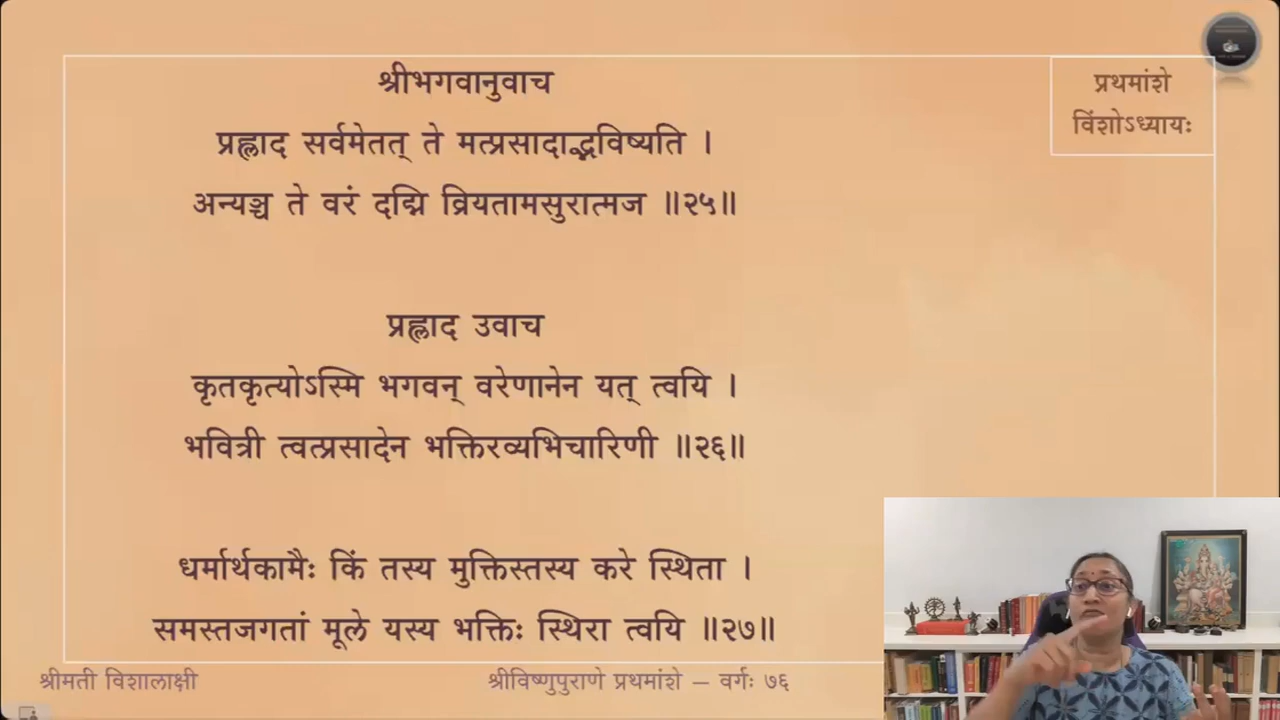 श्रीभगवानुवाच
प्रह्लाद सर्वमेतत् ते मत्प्रसादाद्भविष्यति ।
अन्यञ्च ते वरं दद्मि व्रियतामसुरात्मज ॥२५॥
प्रह्लाद उवाच
कृतकृत्योऽस्मि भगवन् वरेणानेन यत् त्वयि ।
भवित्री त्वत्प्रसादेन भक्तिरव्यभिचारिणी ॥२६॥
धर्मार्थकामैः किं तस्य मुक्तिस्तस्य करे स्थिता ।
समस्तजगतां मूले यस्य भक्तिः स्थिरा त्वयि ॥२७॥
प्रथमांशे
विंशोऽध्यायः
श्रीमती विशालाक्षी
श्रीविष्णुपुराणे प्रथमांशे – वर्गः ७६